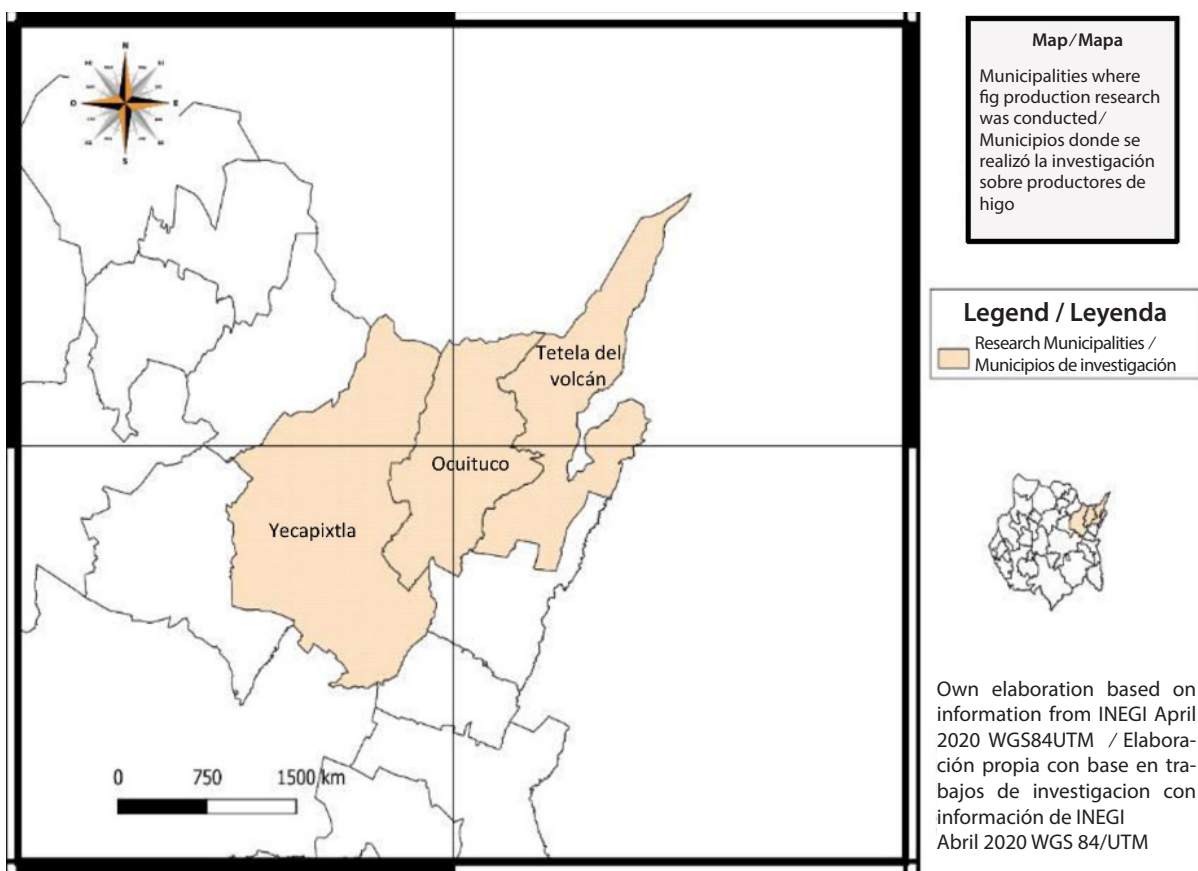 N
O
E
S
Tetela del
volcán
Ocuituco
Yecapixtla
0 750 1500 km
Map/Mapa
Municipalities where
fig production research
was conducted/
Municipios donde se
realizó la investigación
sobre productores de
higo
Legend / Leyenda
Research Municipalities /
Municipios de investigación
Own elaboration based on
information from INEGI April
2020 WGS84UTM / Elabora-
ción propia con base en tra-
bajos de investigacion con
información de INEGI
Abril 2020 WGS 84/UTM